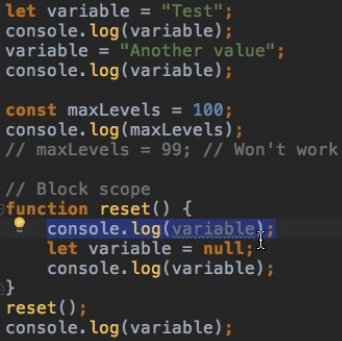 let variable = "Test";
console.log(variable);
variable = "Another value";
console.log(variable);
const maxLevels = 100;
console.log(maxLevels);
// maxLevels = 99; // Won't work
// Block scope
function reset() {
console.log(variable);
let variable = null;
console.log(variable);
}
reset();
console.log(variable);